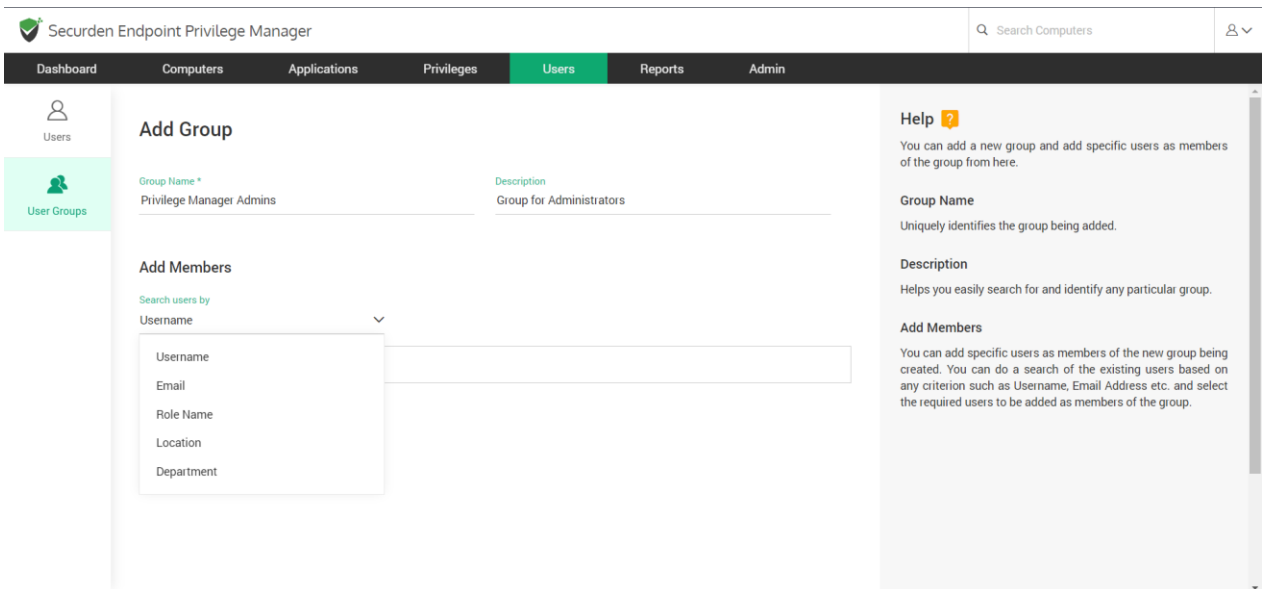 Securden Endpoint Privilege Manager
Search Computers
Dashboard Computers Applications Privileges Users Reports Admin
Users
User Groups
Add Group
Group Name *
Privilege Manager Admins
Description
Group for Administrators
Add Members
Search users by
Username
Username
Email
Role Name
Location
Department
Help ?
You can add a new group and add specific users as members
of the group from here.
Group Name
Uniquely identifies the group being added.
Description
Helps you easily search for and identify any particular group.
Add Members
You can add specific users as members of the new group being
created. You can do a search of the existing users based on
any criterion such as Username, Email Address etc. and select
the required users to be added as members of the group.